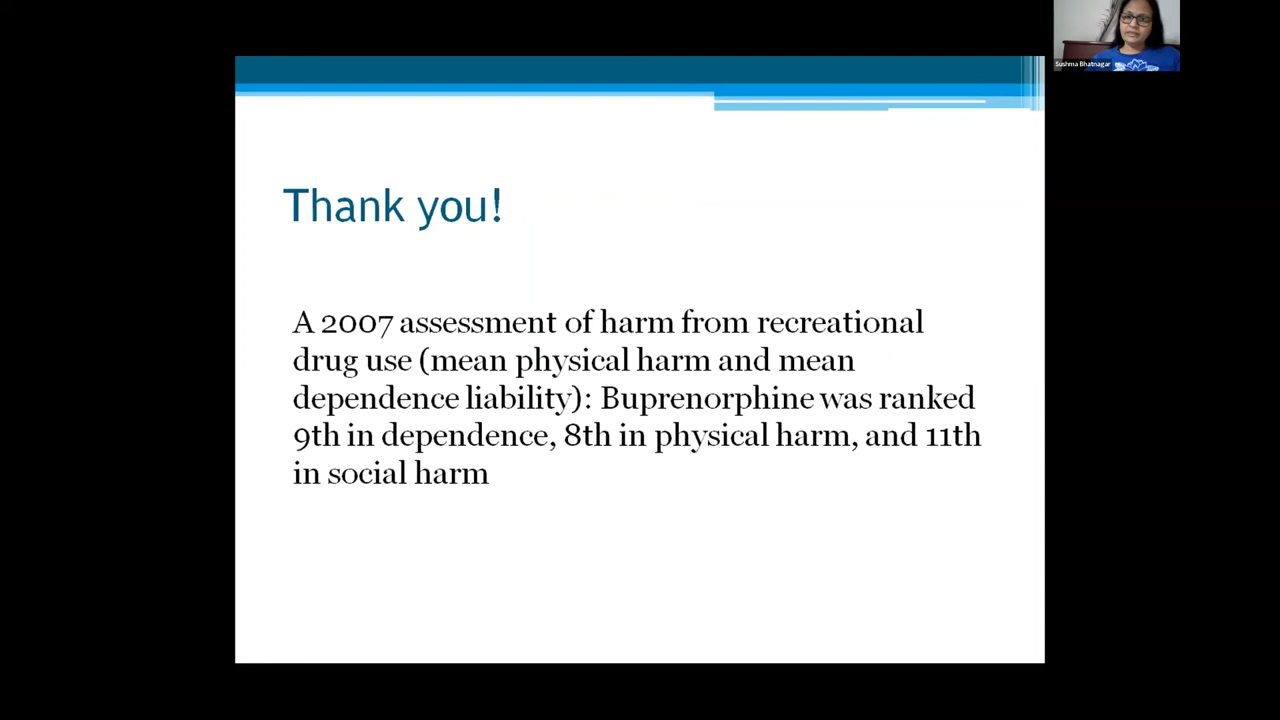 Sushma Bhatnagar
Thank you!
A 2007 assessment of harm from recreational
drug use (mean physical harm and mean
dependence liability): Buprenorphine was ranked
9th in dependence, 8th in physical harm, and 11th
in social harm